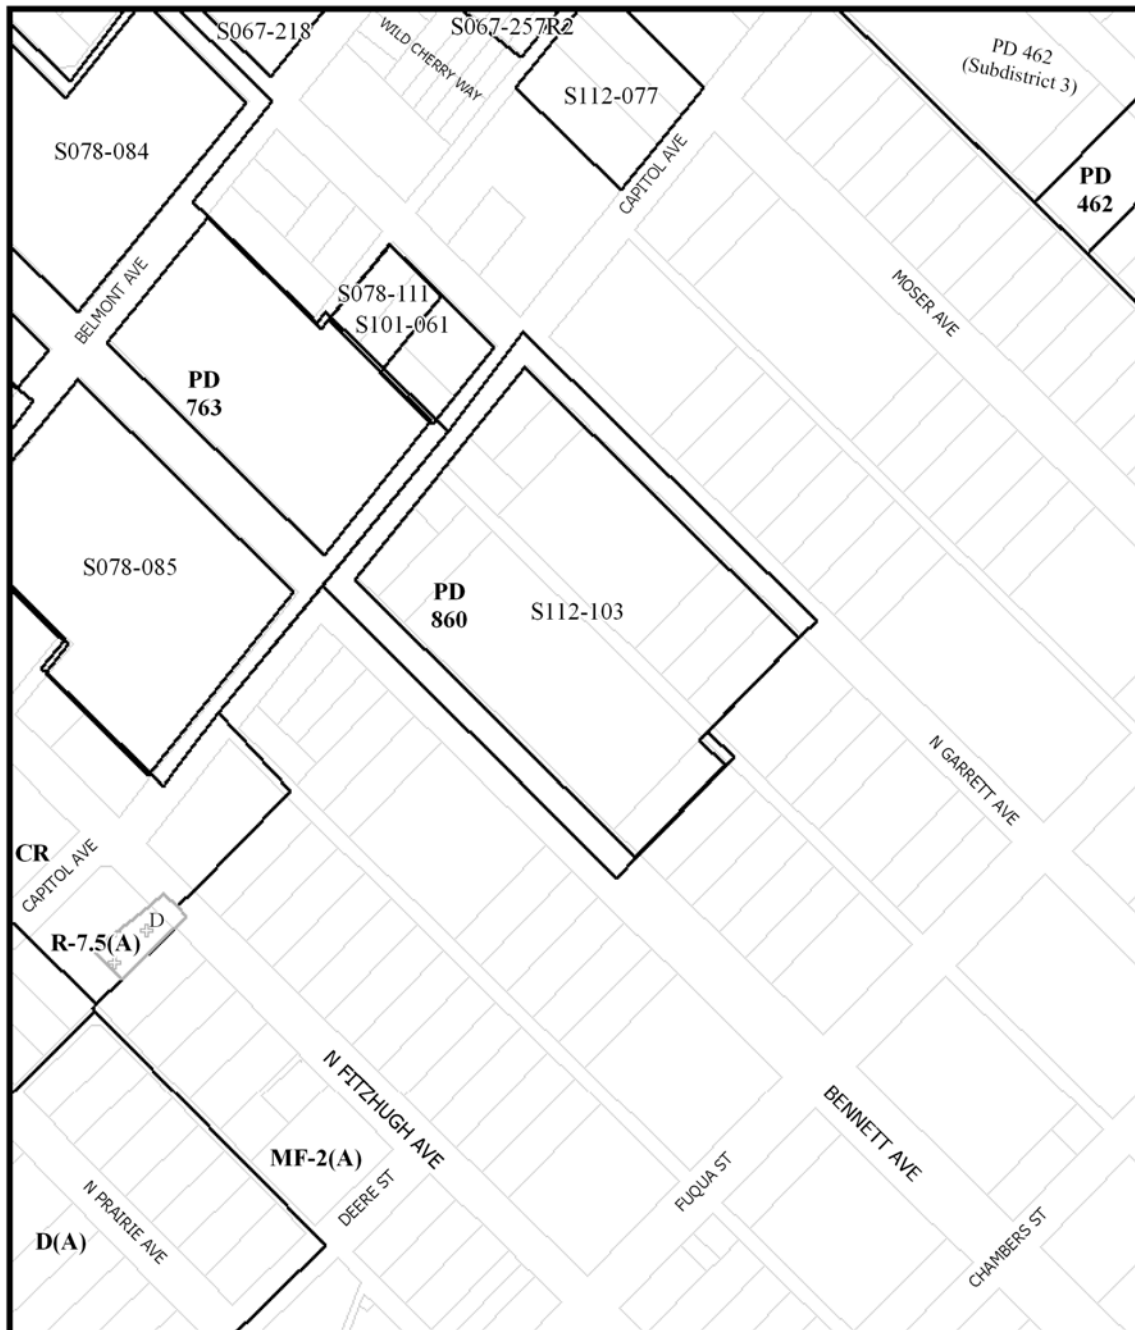 S067-218
S067-257R2
WILD CHERRY WAY
PD 462
(Subdistrict 3)
S112-077
S078-084
CAPITOL AVE
PD
462
BELMONT AVE
S078-111
MOSER AVE
S101-061
PD
763
S078-085
PD
860
S112-103
N GARRETT AVE
CR
CAPITOL AVE
D
R-7.5(A)
N FITZHUGH AVE
BENNETT AVE
MF-2(A)
DEERE ST
FUQUA ST
N PRAIRIE AVE
D(A)
CHAMBERS ST